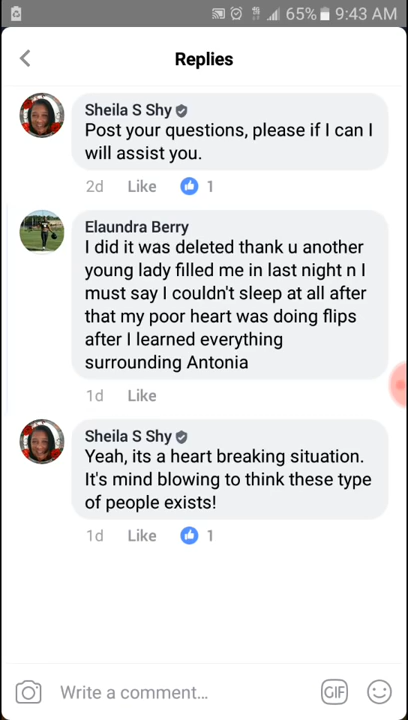 65% 9:43 AM
Replies
Sheila S Shy
Post your questions, please if I can I
will assist you.
2d Like 1
Elaundra Berry
I did it was deleted thank u another
young lady filled me in last night n I
must say I couldn't sleep at all after
that my poor heart was doing flips
after I learned everything
surrounding Antonia
1d Like
Sheila S Shy
Yeah, its a heart breaking situation.
It's mind blowing to think these type
of people exists!
1d Like 1
Write a comment... GIF